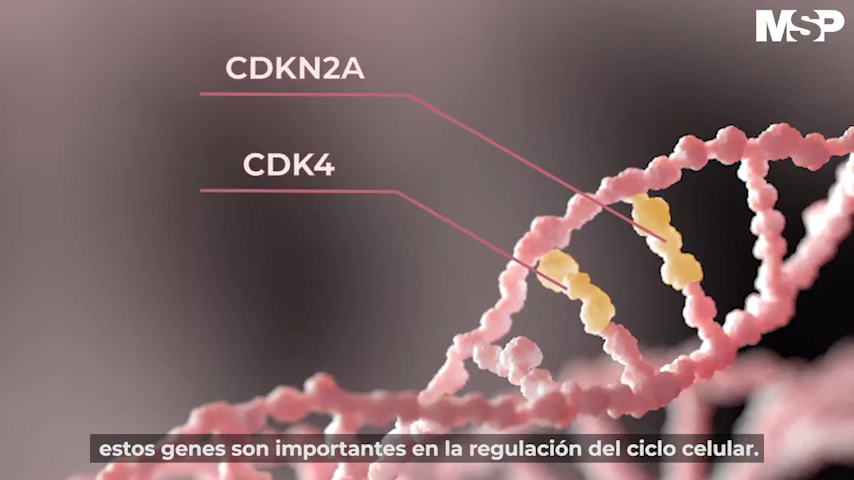 MSP
CDKN2A
CDK4
estos genes son importantes en la regulación del ciclo celular.